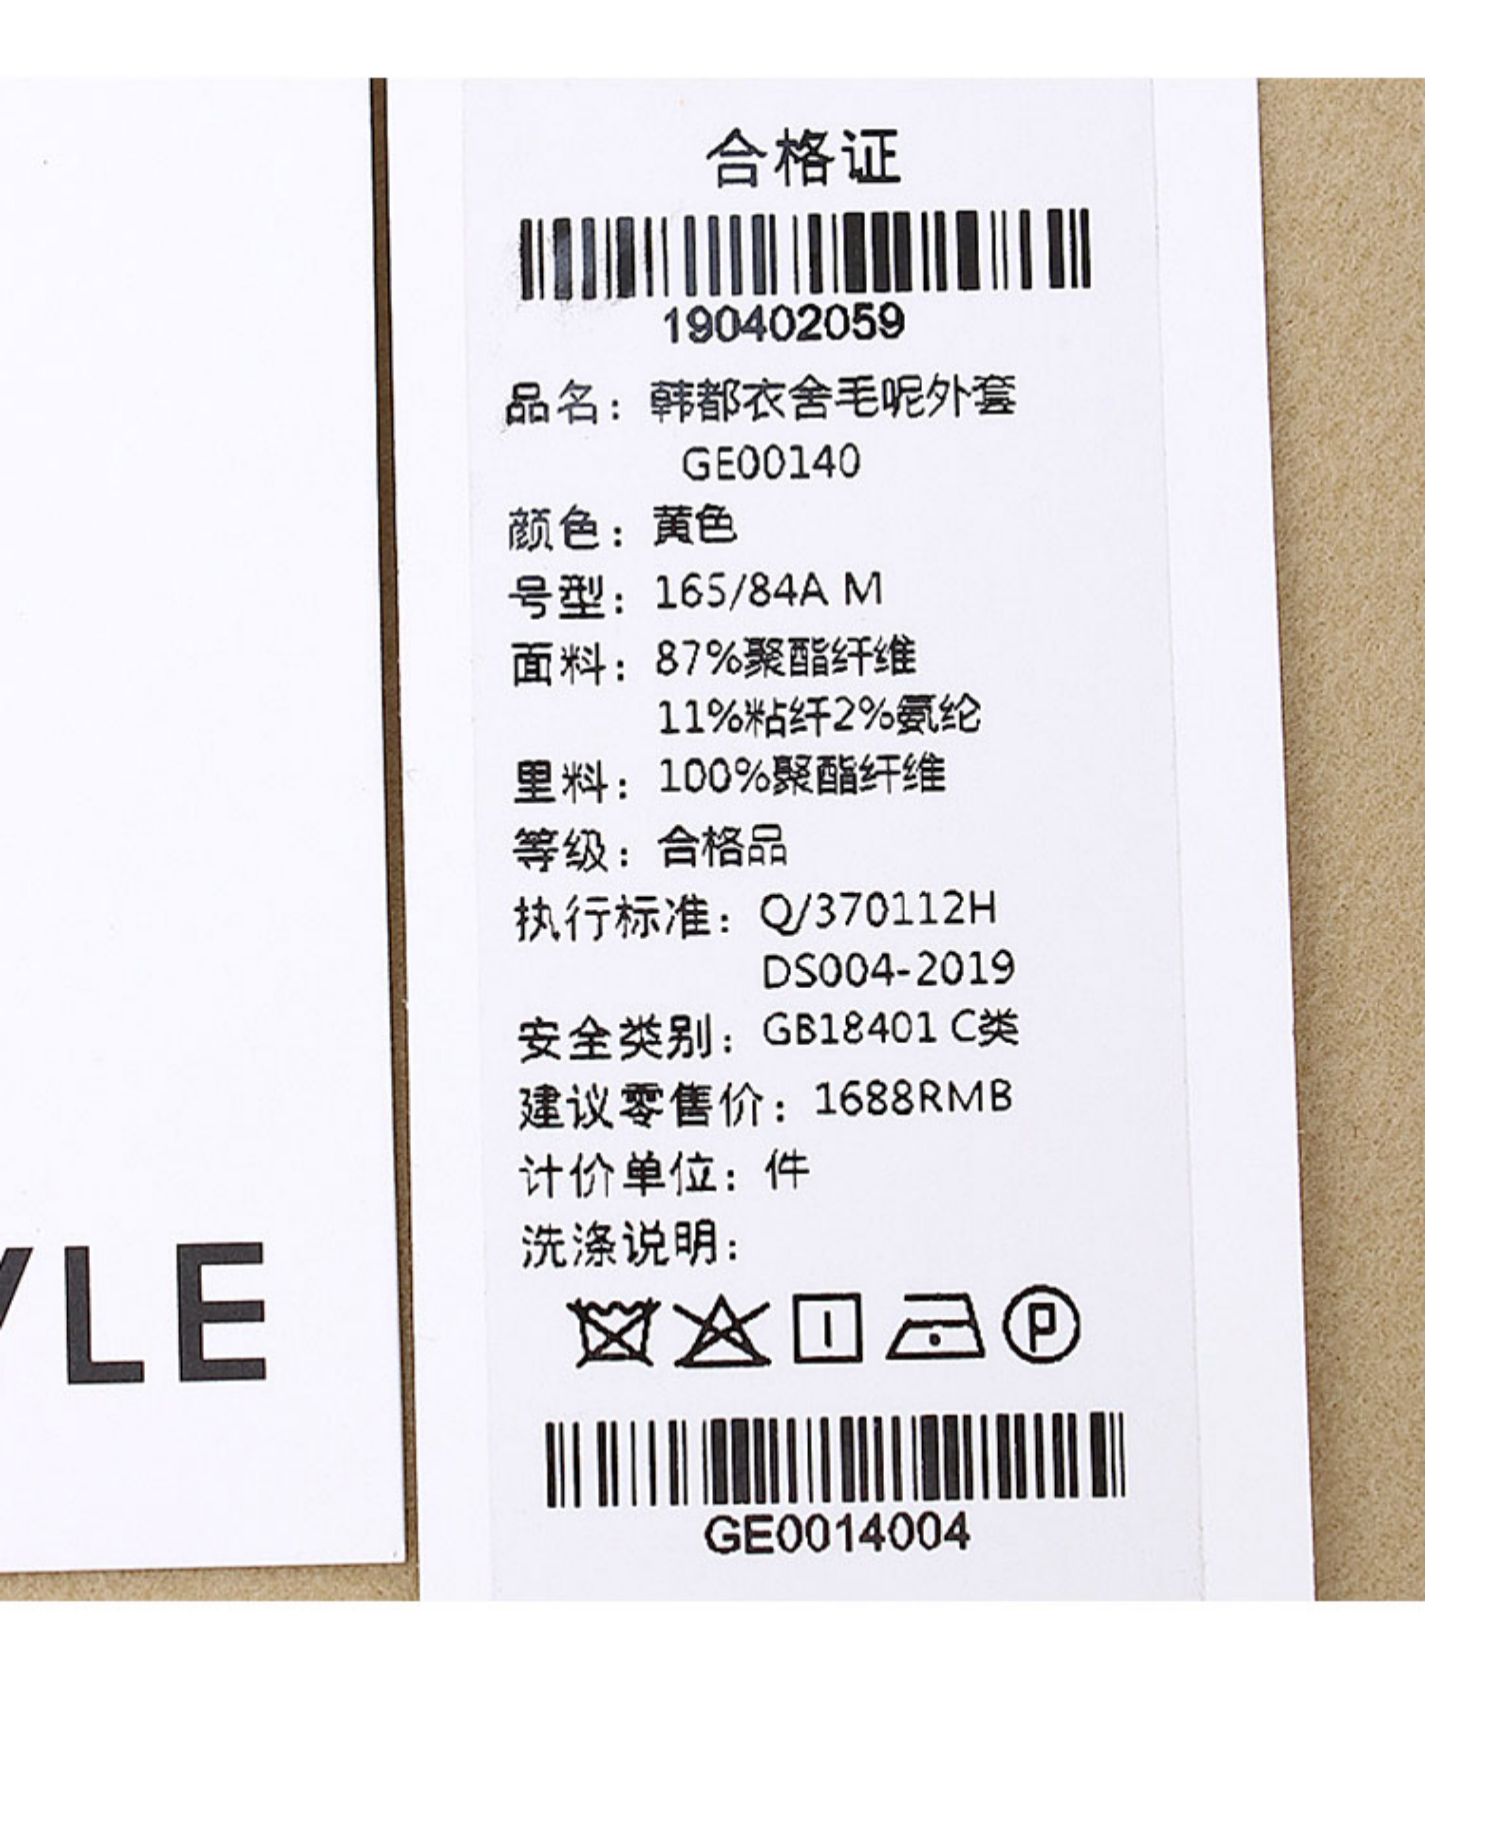 合格证
190402059
品名：韩都衣舍毛呢外套
GE00140
颜色：黄色
号型：165/84A M
面料：87%聚酯纤维
11%粘纤2%氨纶
里料：100%聚酯纤维
等级：合格品
执行标准：Q/370112H
DS004-2019
安全类别：GB18401 C类
建议零售价：1688RMB
计价单位：件
洗涤说明：
P
GE0014004
YLE